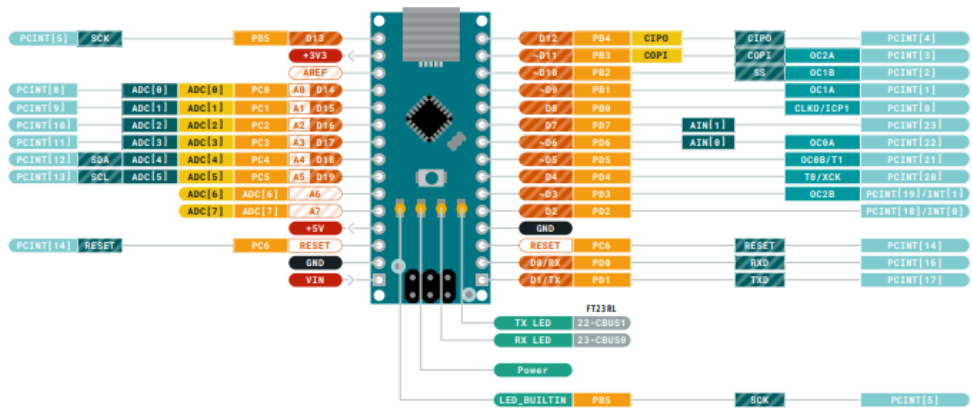 PCINT[5] SCK PB5 D13 D12 PB4 CIPO CIPO PCINT[4]
+3V3 ~D11 PB3 COPI COPI OC2A PCINT[3]
AREF ~D10 PB2 SS OC1B PCINT[2]
PCINT[8] ADC[0] ADC[0] PC0 A0 D14 ~D9 PB1 OC1A PCINT[1]
PCINT[9] ADC[1] ADC[1] PC1 A1 D15 D8 PB0 CLKO/ICP1 PCINT[0]
PCINT[10] ADC[2] ADC[2] PC2 A2 D16 D7 PD7 AIN[1] PCINT[23]
PCINT[11] ADC[3] ADC[3] PC3 A3 D17 ~D6 PD6 AIN[0] OC0A PCINT[22]
PCINT[12] SDA ADC[4] ADC[4] PC4 A4 D18 ~D5 PD5 OC0B/T1 PCINT[21]
PCINT[13] SCL ADC[5] ADC[5] PC5 A5 D19 D4 PD4 T0/XCK PCINT[20]
ADC[6] ADC[6] A6 ~D3 PD3 OC2B PCINT[19]/INT[1]
ADC[7] ADC[7] A7 D2 PD2 PCINT[18]/INT[0]
+5V GND
PCINT[14] RESET PC6 RESET RESET PC6 RESET PCINT[14]
GND D0/RX PD0 RXD PCINT[16]
VIN D1/TX PD1 TXD PCINT[17]
FT23RL
TX LED 22-CBUS1
RX LED 23-CBUS0
Power
LED_BUILTIN PB5 SCK PCINT[5]